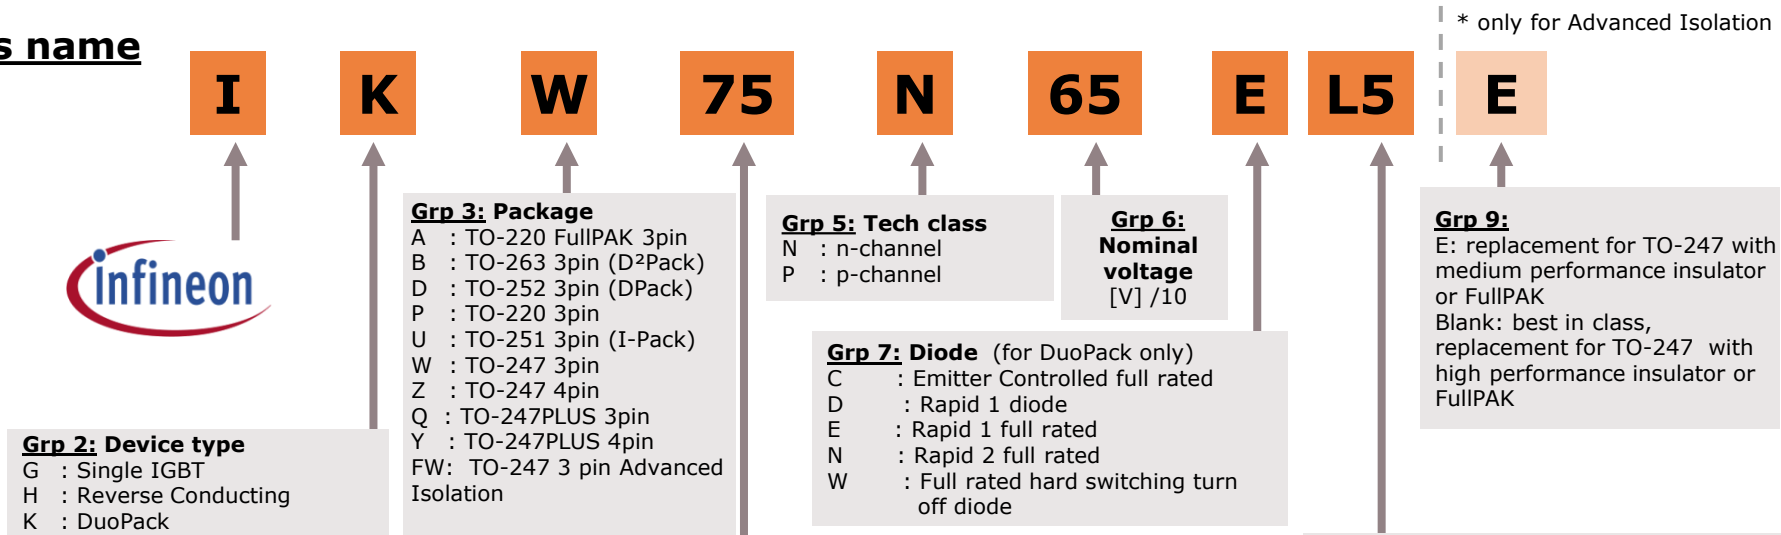 * only for Advanced Isolation
s name
I K W 75 N 65 E L5 E
infineon
Grp 2: Device type
G : Single IGBT
H : Reverse Conducting
K : DuoPack
Grp 3: Package
A : TO-220 FullPAK 3pin
B : TO-263 3pin (D²Pack)
D : TO-252 3pin (DPack)
P : TO-220 3pin
U : TO-251 3pin (I-Pack)
W : TO-247 3pin
Z : TO-247 4pin
Q : TO-247PLUS 3pin
Y : TO-247PLUS 4pin
FW: TO-247 3 pin Advanced
Isolation
Grp 5: Tech class
N : n-channel
P : p-channel
Grp 6:
Nominal
voltage
[V] /10
Grp 7: Diode (for DuoPack only)
C : Emitter Controlled full rated
D : Rapid 1 diode
E : Rapid 1 full rated
N : Rapid 2 full rated
W : Full rated hard switching turn
off diode
Grp 9:
E: replacement for TO-247 with
medium performance insulator
or FullPAK
Blank: best in class,
replacement for TO-247 with
high performance insulator or
FullPAK